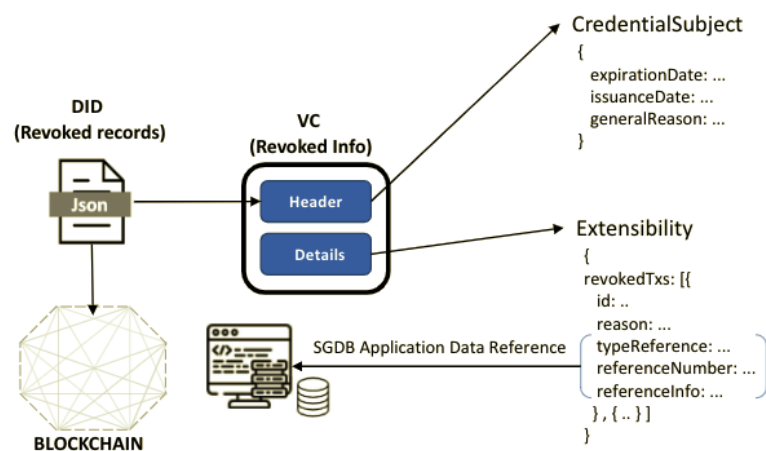 CredentialSubject
{
expirationDate: ...
issuanceDate: ...
generalReason: ...
}
DID
(Revoked records)
VC
(Revoked Info)
Json
Header
Details
Extensibility
{
revokedTxs: [{
id: ..
reason: ...
typeReference: ...
referenceNumber: ...
referenceInfo: ...
} , { .. } ]
}
SGDB Application Data Reference
BLOCKCHAIN